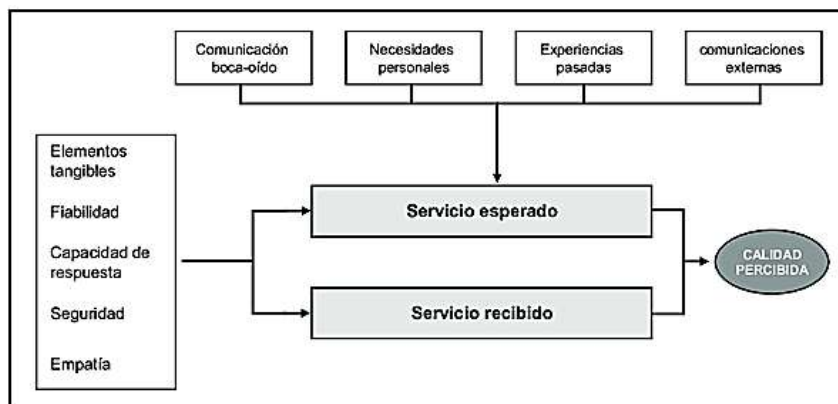 Comunicación
boca-oído
Necesidades
personales
Experiencias
pasadas
comunicaciones
externas
Elementos
tangibles
Fiabilidad
Capacidad de
respuesta
Seguridad
Empatía
Servicio esperado
Servicio recibido
CALIDAD
PERCIBIDA